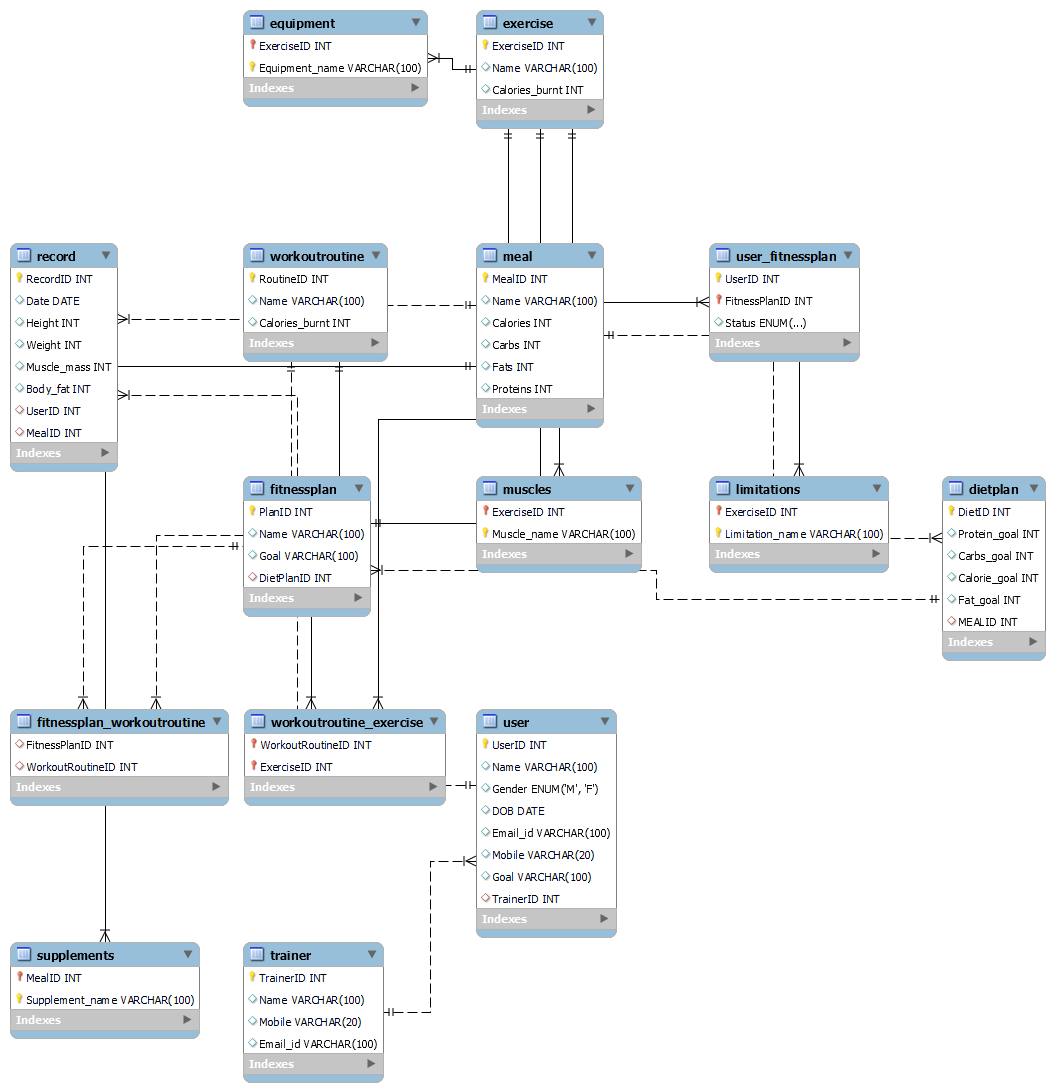 equipment
ExerciseID INT
Equipment_name VARCHAR(100)
Indexes
exercise
ExerciseID INT
Name VARCHAR(100)
Calories_burnt INT
Indexes
record
RecordID INT
Date DATE
Height INT
Weight INT
Muscle_mass INT
Body_fat INT
UserID INT
MealID INT
Indexes
workoutroutine
RoutineID INT
Name VARCHAR(100)
Calories_burnt INT
Indexes
meal
MealID INT
Name VARCHAR(100)
Calories INT
Carbs INT
Fats INT
Proteins INT
Indexes
user_fitnessplan
UserID INT
FitnessPlanID INT
Status ENUM(...)
Indexes
fitnessplan
PlanID INT
Name VARCHAR(100)
Goal VARCHAR(100)
DietPlanID INT
Indexes
muscles
ExerciseID INT
Muscle_name VARCHAR(100)
Indexes
limitations
ExerciseID INT
Limitation_name VARCHAR(100)
Indexes
dietplan
DietID INT
Protein_goal INT
Carbs_goal INT
Calorie_goal INT
Fat_goal INT
MEALID INT
Indexes
fitnessplan_workoutroutine
FitnessPlanID INT
WorkoutRoutineID INT
Indexes
workoutroutine_exercise
WorkoutRoutineID INT
ExerciseID INT
Indexes
user
UserID INT
Name VARCHAR(100)
Gender ENUM('M', 'F')
DOB DATE
Email_id VARCHAR(100)
Mobile VARCHAR(20)
Goal VARCHAR(100)
TrainerID INT
Indexes
supplements
MealID INT
Supplement_name VARCHAR(100)
Indexes
trainer
TrainerID INT
Name VARCHAR(100)
Mobile VARCHAR(20)
Email_id VARCHAR(100)
Indexes